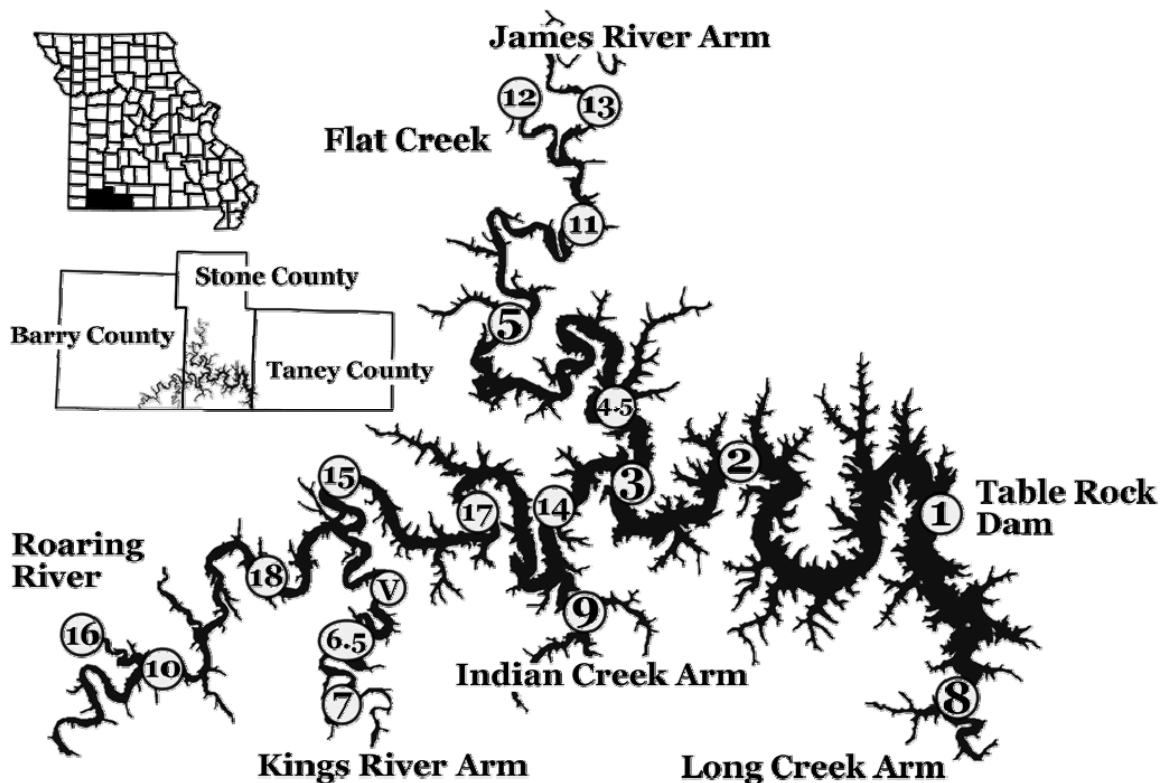 James River Arm
12
13
Flat Creek
11
Stone County
5
Barry County
Taney County
4.5
2
15
3
17
14
1
Table Rock
Dam
Roaring
River
18
V
9
16
6.5
10
Indian Creek Arm
7
8
Kings River Arm
Long Creek Arm